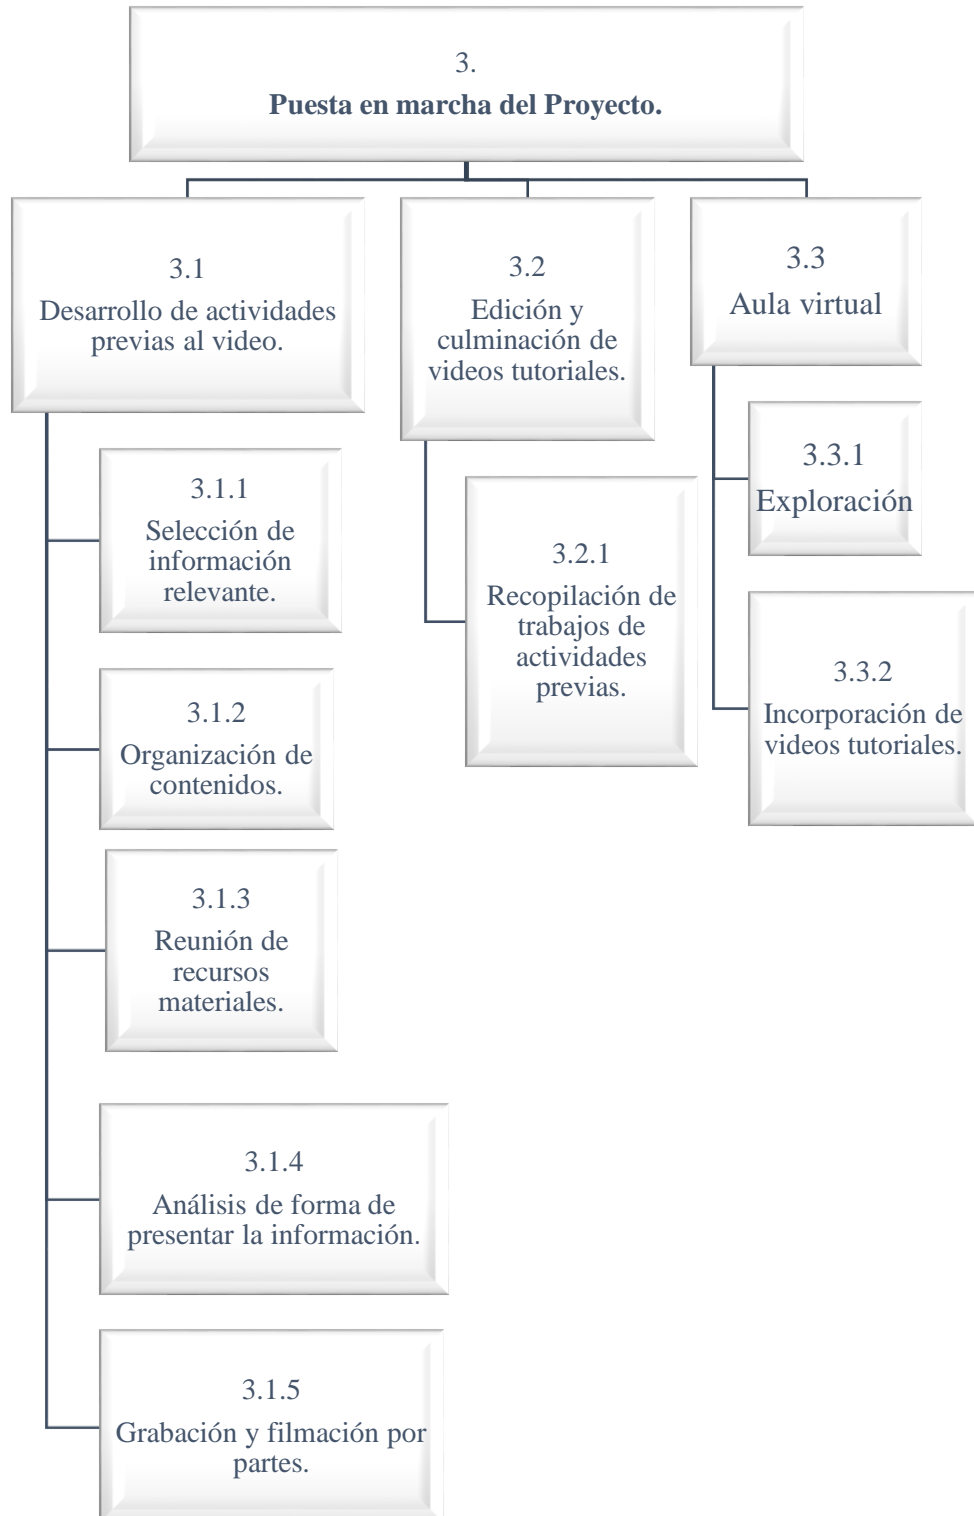 3.
Puesta en marcha del Proyecto.
3.1
Desarrollo de actividades
previas al video.
3.1.1
Selección de
información
relevante.
3.1.2
Organización de
contenidos.
3.1.3
Reunión de
recursos
materiales.
3.1.4
Análisis de forma de
presentar la información.
3.1.5
Grabación y filmación por
partes.
3.2
Edición y
culminación de
videos tutoriales.
3.2.1
Recopilación de
trabajos de
actividades
previas.
3.3
Aula virtual
3.3.1
Exploración
3.3.2
Incorporación de
videos tutoriales.